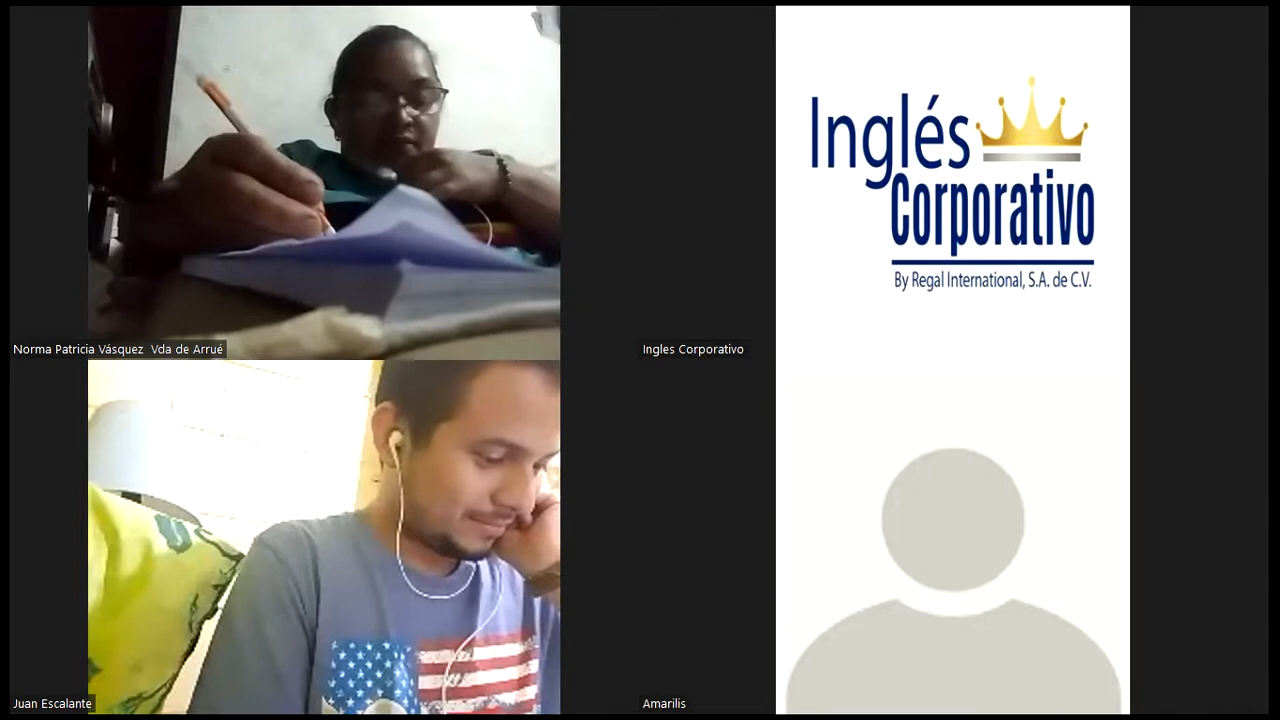 Inglés
Corporativo
By Regal International, S.A. de C.V.
Norma Patricia Vásquez Vda de Arrué
Ingles Corporativo
Juan Escalante
Amarilis